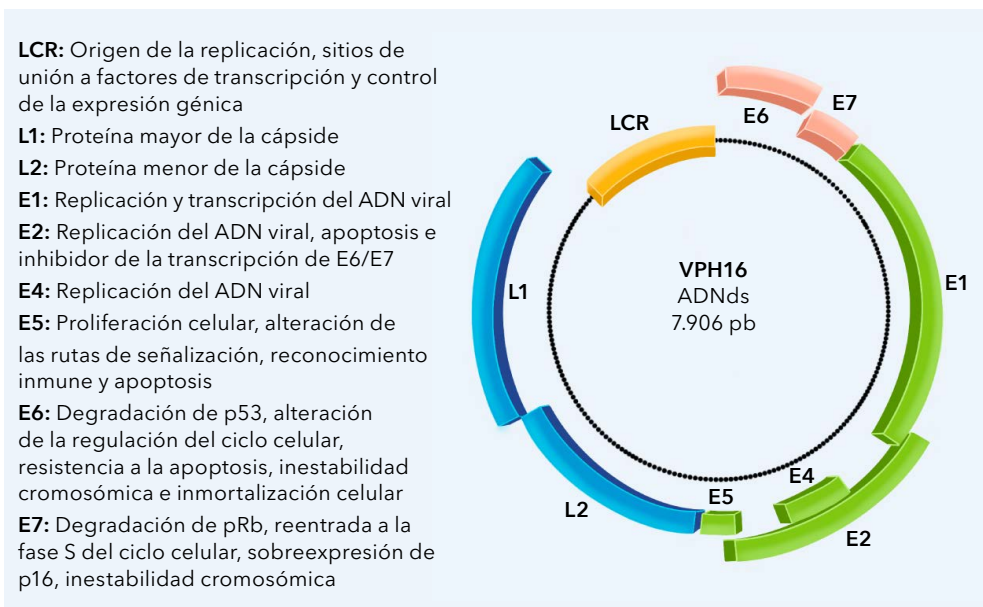 LCR: Origen de la replicación, sitios de
unión a factores de transcripción y control
de la expresión génica
L1: Proteína mayor de la cápside
L2: Proteína menor de la cápside
E1: Replicación y transcripción del ADN viral
E2: Replicación del ADN viral, apoptosis e
inhibidor de la transcripción de E6/E7
E4: Replicación del ADN viral
E5: Proliferación celular, alteración de
las rutas de señalización, reconocimiento
inmune y apoptosis
E6: Degradación de p53, alteración
de la regulación del ciclo celular,
resistencia a la apoptosis, inestabilidad
cromosómica e inmortalización celular
E7: Degradación de pRb, reentrada a la
fase S del ciclo celular, sobreexpresión de
p16, inestabilidad cromosómica
LCR
E6
E7
E1
L1
VPH16
ADNds
7.906 pb
E4
E5
L2
E2